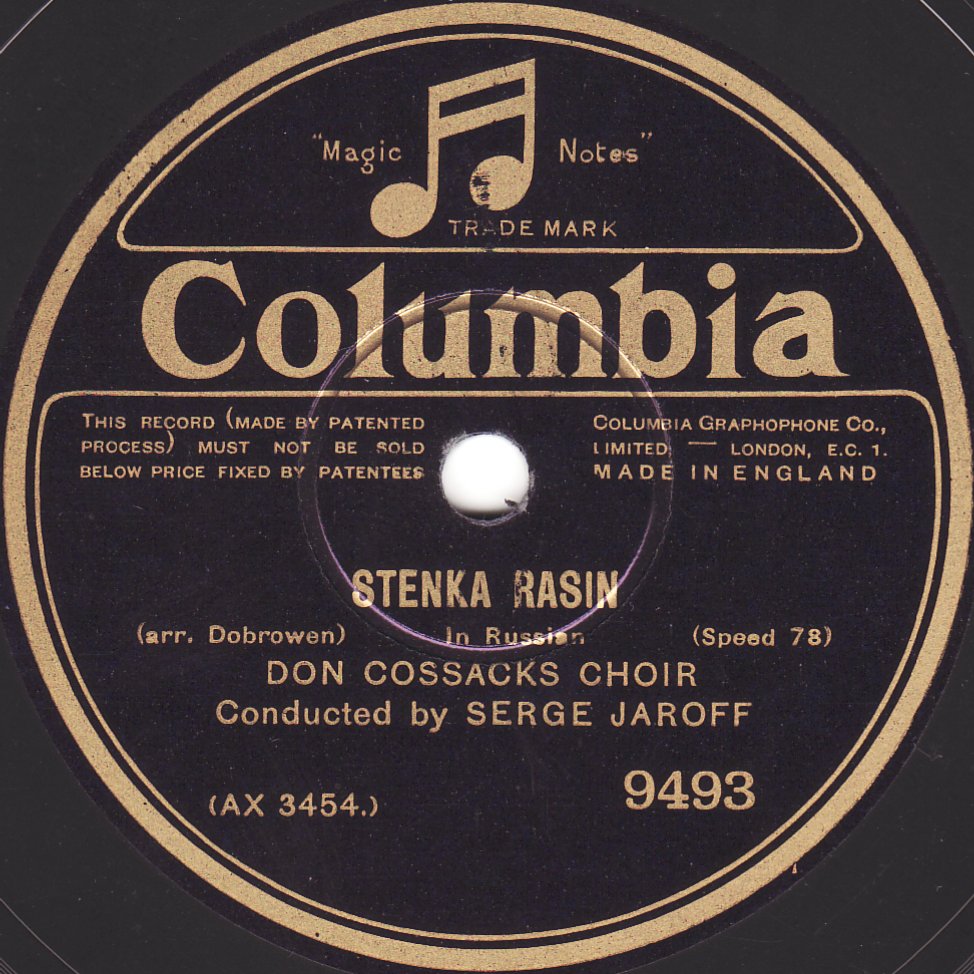 "Magic Notes"
TRADE MARK
Columbia
THIS RECORD (MADE BY PATENTED
PROCESS) MUST NOT BE SOLD
BELOW PRICE FIXED BY PATENTEES
COLUMBIA GRAPHOPHONE CO.,
LIMITED — LONDON, E.C. 1.
MADE IN ENGLAND
STENKA RASIN
(arr. Dobrowen) In Russian (Speed 78)
DON COSSACKS CHOIR
Conducted by SERGE JAROFF
(AX 3454.) 9493